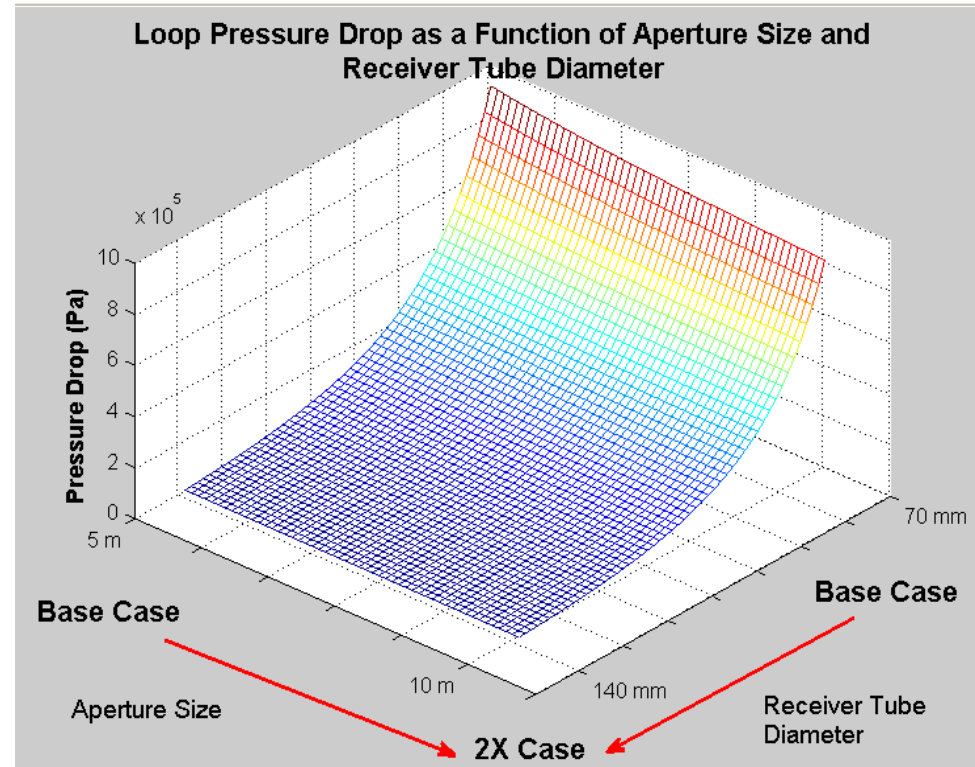 Loop Pressure Drop as a Function of Aperture Size and
Receiver Tube Diameter
x 10^5
10
8
6
4
2
0
Pressure Drop (Pa)
5 m
10 m
140 mm
70 mm
Base Case
Base Case
Aperture Size
Receiver Tube
Diameter
2X Case